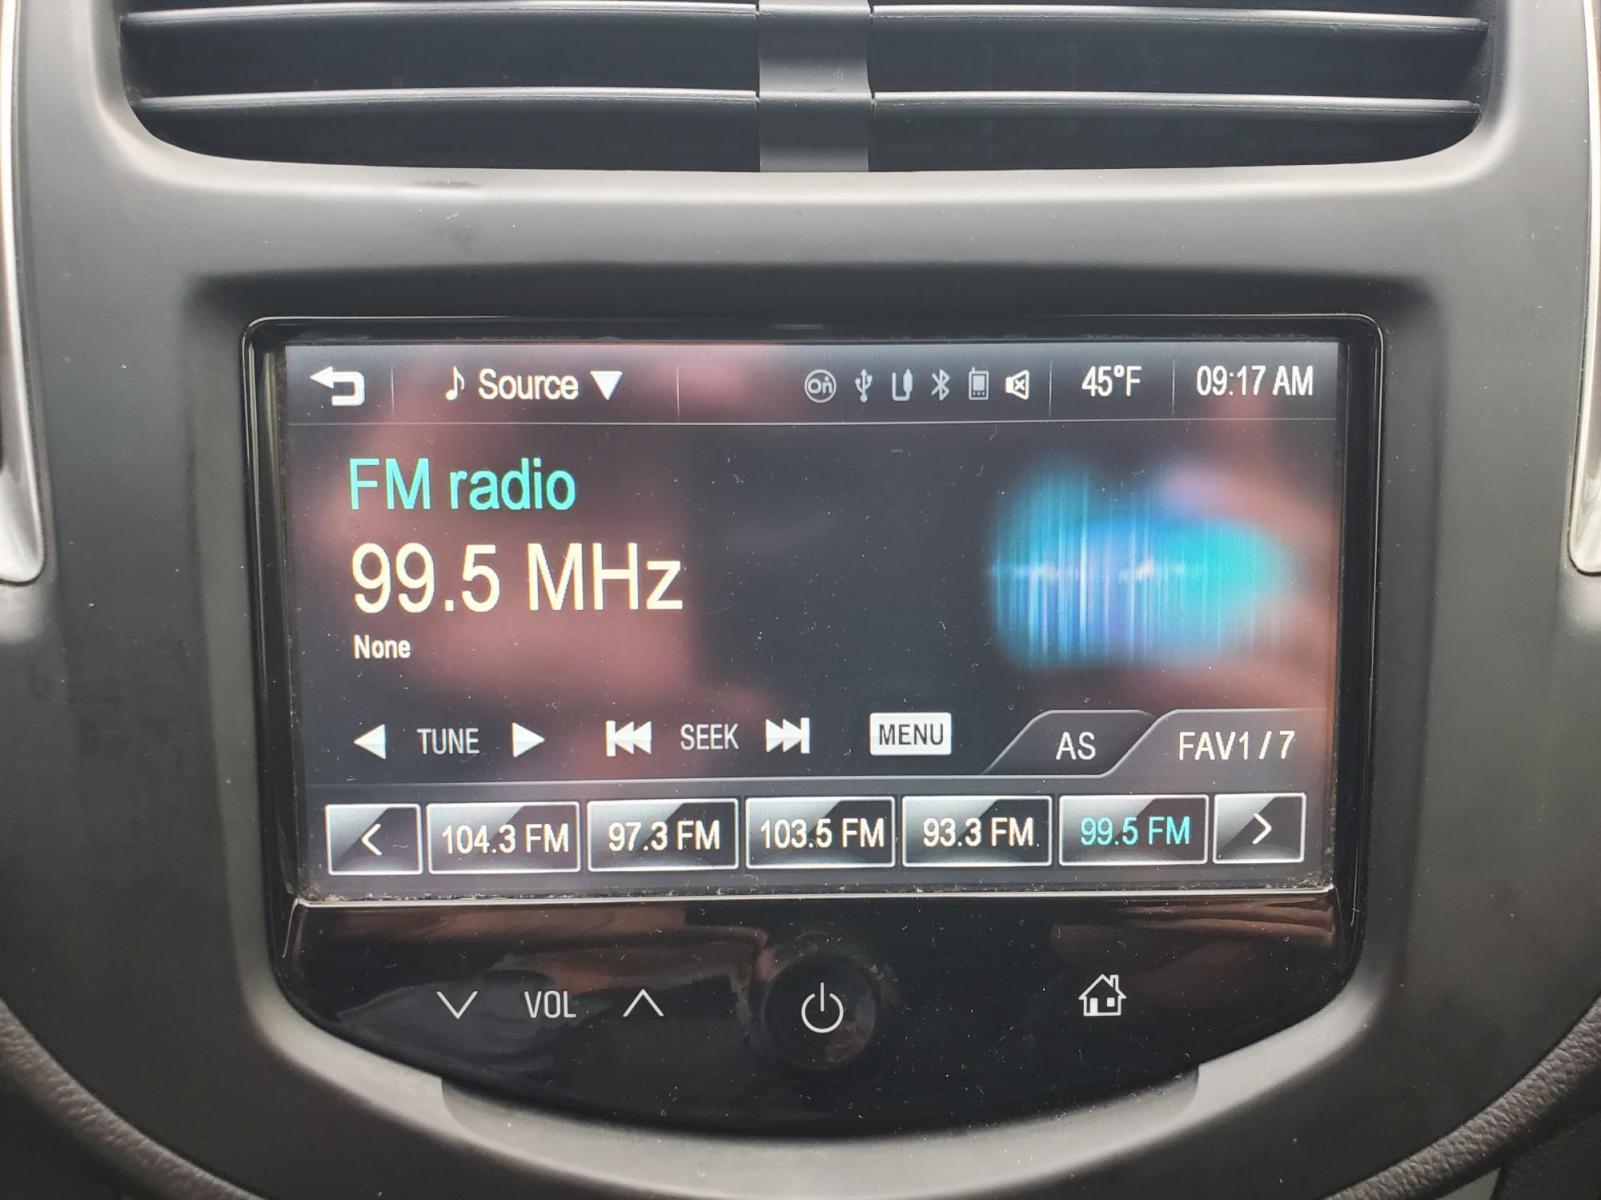 Source
On
45°F
09:17 AM
FM radio
99.5 MHz
None
TUNE
SEEK
MENU
AS
FAV1/7
104.3 FM
97.3 FM
103.5 FM
93.3 FM
99.5 FM
VOL